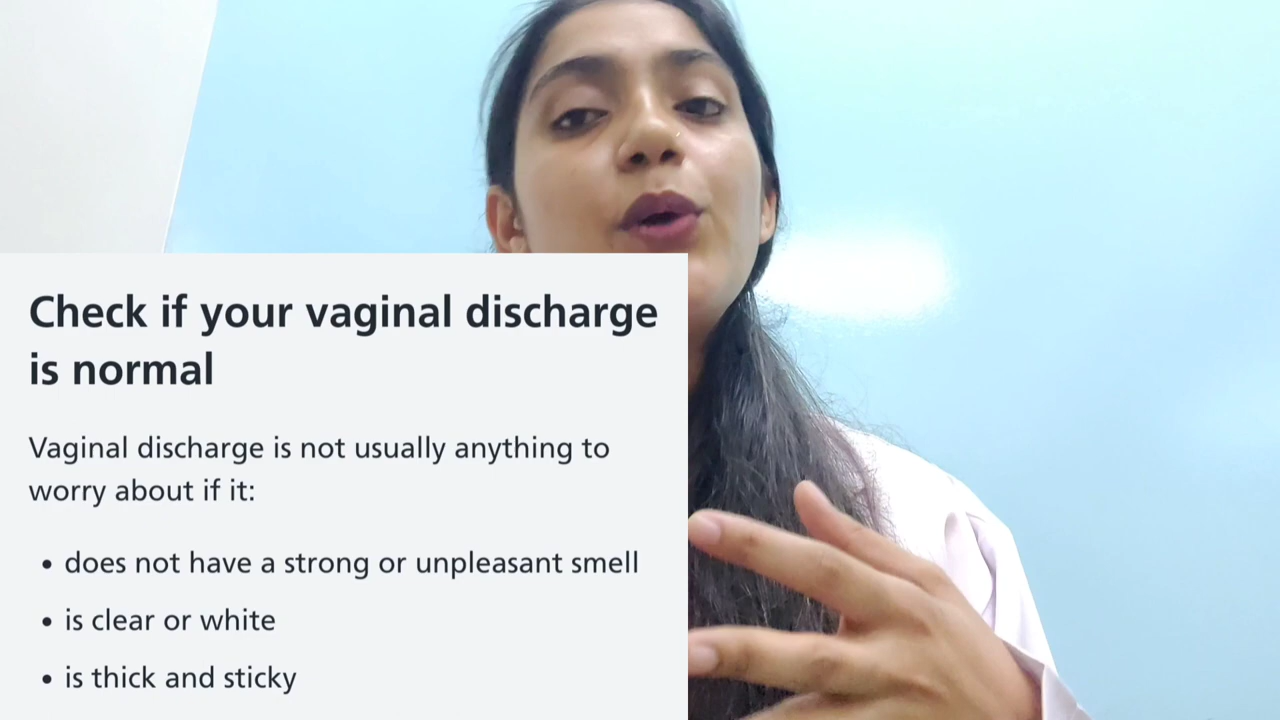 Check if your vaginal discharge
is normal
Vaginal discharge is not usually anything to
worry about if it:
• does not have a strong or unpleasant smell
• is clear or white
• is thick and sticky